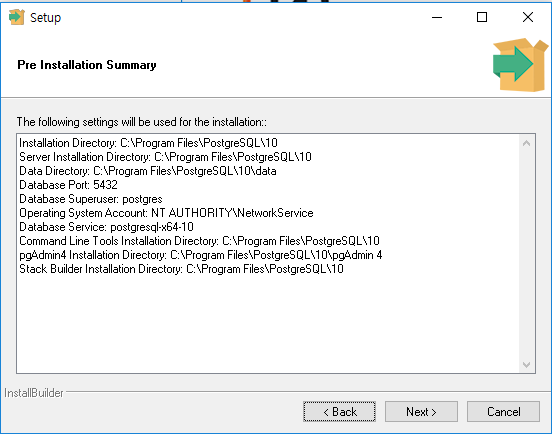 Setup
Pre Installation Summary
The following settings will be used for the installation::
Installation Directory: C:\Program Files\PostgreSQL\10
Server Installation Directory: C:\Program Files\PostgreSQL\10
Data Directory: C:\Program Files\PostgreSQL\10\data
Database Port: 5432
Database Superuser: postgres
Operating System Account: NT AUTHORITY\NetworkService
Database Service: postgresql-x64-10
Command Line Tools Installation Directory: C:\Program Files\PostgreSQL\10
pgAdmin4 Installation Directory: C:\Program Files\PostgreSQL\10\pgAdmin 4
Stack Builder Installation Directory: C:\Program Files\PostgreSQL\10
InstallBuilder
< Back
Next >
Cancel